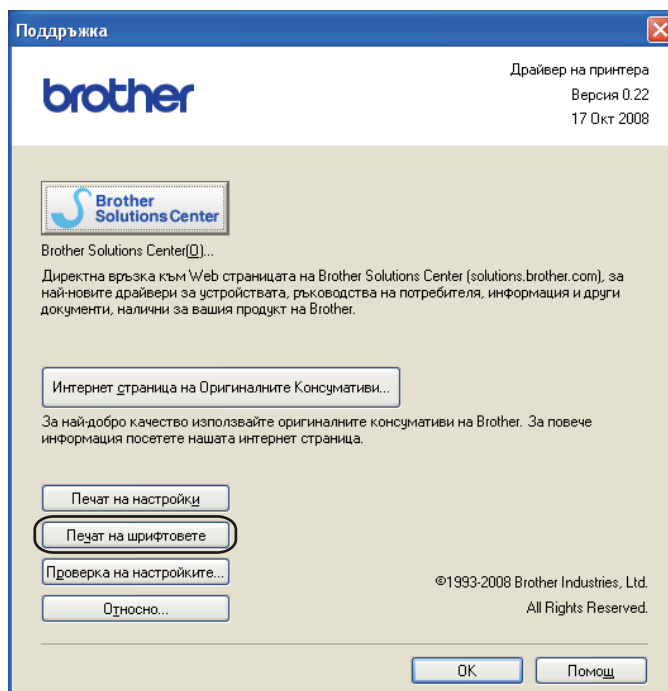 Поддръжка
brother
Драйвер на принтера
Версия 0.22
17 Окт 2008
Brother
Solutions Center
Brother Solutions Center(O)...
Директна връзка към Web страницата на Brother Solutions Center (solutions.brother.com), за
най-новите драйвери за устройствата, ръководства на потребителя, информация и други
документи, налични за вашия продукт на Brother.
Интернет страница на Оригиналните Консумативи...
За най-добро качество използвайте оригиналните консумативи на Brother. За повече
информация посетете нашата интернет страница.
Печат на настройки
Печат на шрифтовете
Проверка на настройките...
Относно...
©1993-2008 Brother Industries, Ltd.
All Rights Reserved.
OK
Помощ